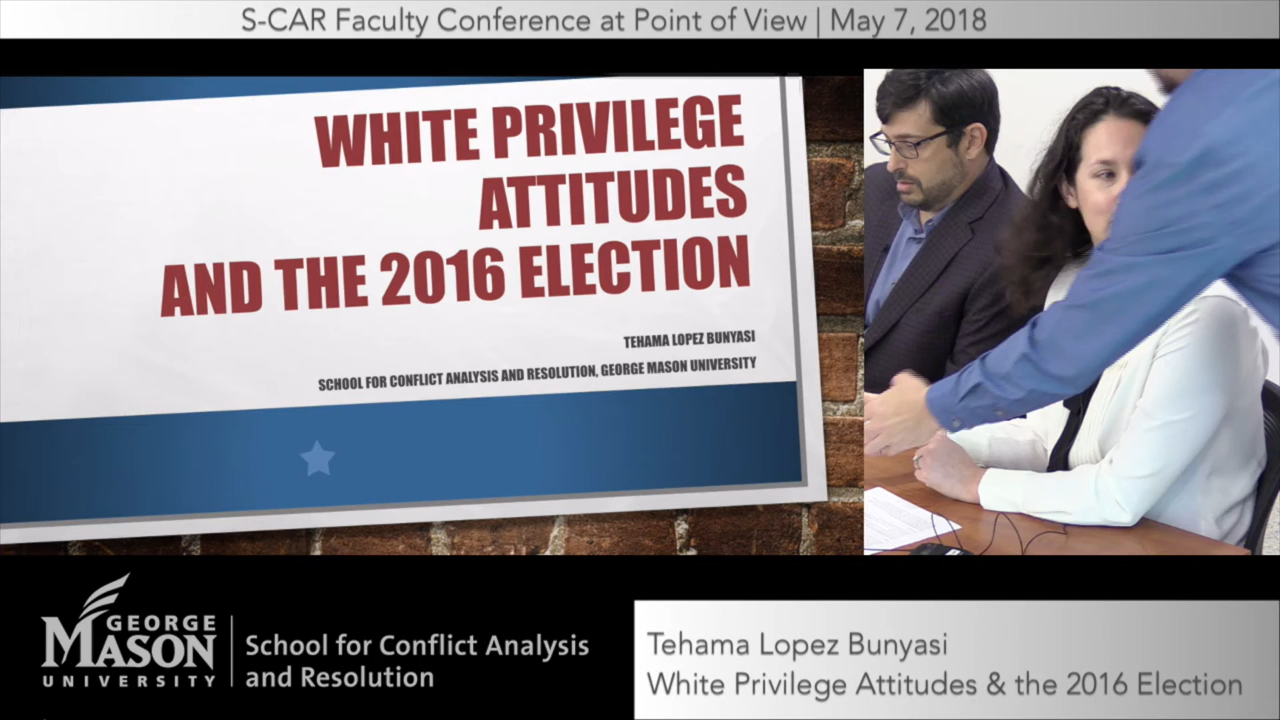 S-CAR Faculty Conference at Point of View | May 7, 2018
WHITE PRIVILEGE
ATTITUDES
AND THE 2016 ELECTION
TEHAMA LOPEZ BUNYASI
SCHOOL FOR CONFLICT ANALYSIS AND RESOLUTION, GEORGE MASON UNIVERSITY
GEORGE
MASON
UNIVERSITY
School for Conflict Analysis
and Resolution
Tehama Lopez Bunyasi
White Privilege Attitudes & the 2016 Election